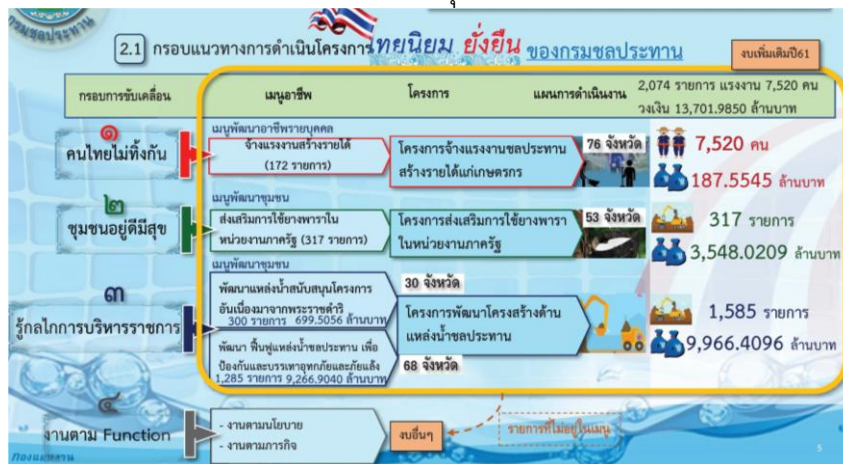 กรมชลประทาน
2.1 กรอบแนวทางการดำเนินโครงการไทยนิยม ยั่งยืน ของกรมชลประทาน
งบเพิ่มเติมปี61
กรอบการขับเคลื่อน
เมนูอาชีพ
โครงการ
แผนการดำเนินงาน
2,074 รายการ แรงงาน 7,520 คน
วงเงิน 13,701.9850 ล้านบาท
๑
คนไทยไม่ทิ้งกัน
เมนูพัฒนาอาชีพรายบุคคล
จ้างแรงงานสร้างรายได้
(172 รายการ)
โครงการจ้างแรงงานชลประทาน
สร้างรายได้แก่เกษตรกร
76 จังหวัด
7,520 คน
187.5545 ล้านบาท
๒
ชุมชนอยู่ดีมีสุข
เมนูพัฒนาชุมชน
ส่งเสริมการใช้ยางพาราใน
หน่วยงานภาครัฐ (317 รายการ)
โครงการส่งเสริมการใช้ยางพารา
ในหน่วยงานภาครัฐ
53 จังหวัด
317 รายการ
3,548.0209 ล้านบาท
๓
รู้กลไกการบริหารราชการ
เมนูพัฒนาชุมชน
พัฒนาแหล่งน้ำสนับสนุนโครงการ
อันเนื่องมาจากพระราชดำริ
300 รายการ 699.5056 ล้านบาท
พัฒนา ฟื้นฟูแหล่งน้ำชลประทาน เพื่อ
ป้องกันและบรรเทาอุทกภัยและภัยแล้ง
1,285 รายการ 9,266.9040 ล้านบาท
30 จังหวัด
โครงการพัฒนาโครงสร้างด้าน
แหล่งน้ำชลประทาน
68 จังหวัด
1,585 รายการ
9,966.4096 ล้านบาท
๔
งานตาม Function
- งานตามนโยบาย
- งานตามภารกิจ
งบอื่นๆ
รายการที่ไม่อยู่ในเมนู
กองแผนงาน
5